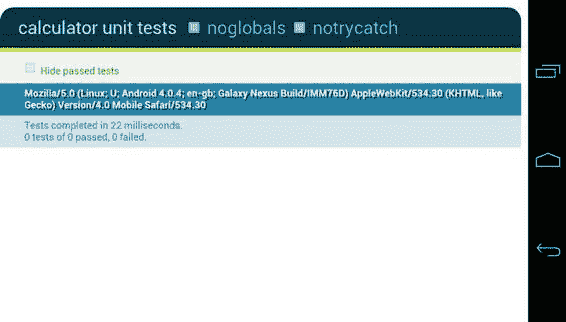 calculator unit tests noglobals notrycatch
Hide passed tests
Mozilla/5.0 (Linux; U; Android 4.0.4; en-gb; Galaxy Nexus Build/IMM76D) AppleWebKit/534.30 (KHTML, like
Gecko) Version/4.0 Mobile Safari/534.30
Tests completed in 22 milliseconds.
0 tests of 0 passed, 0 failed.